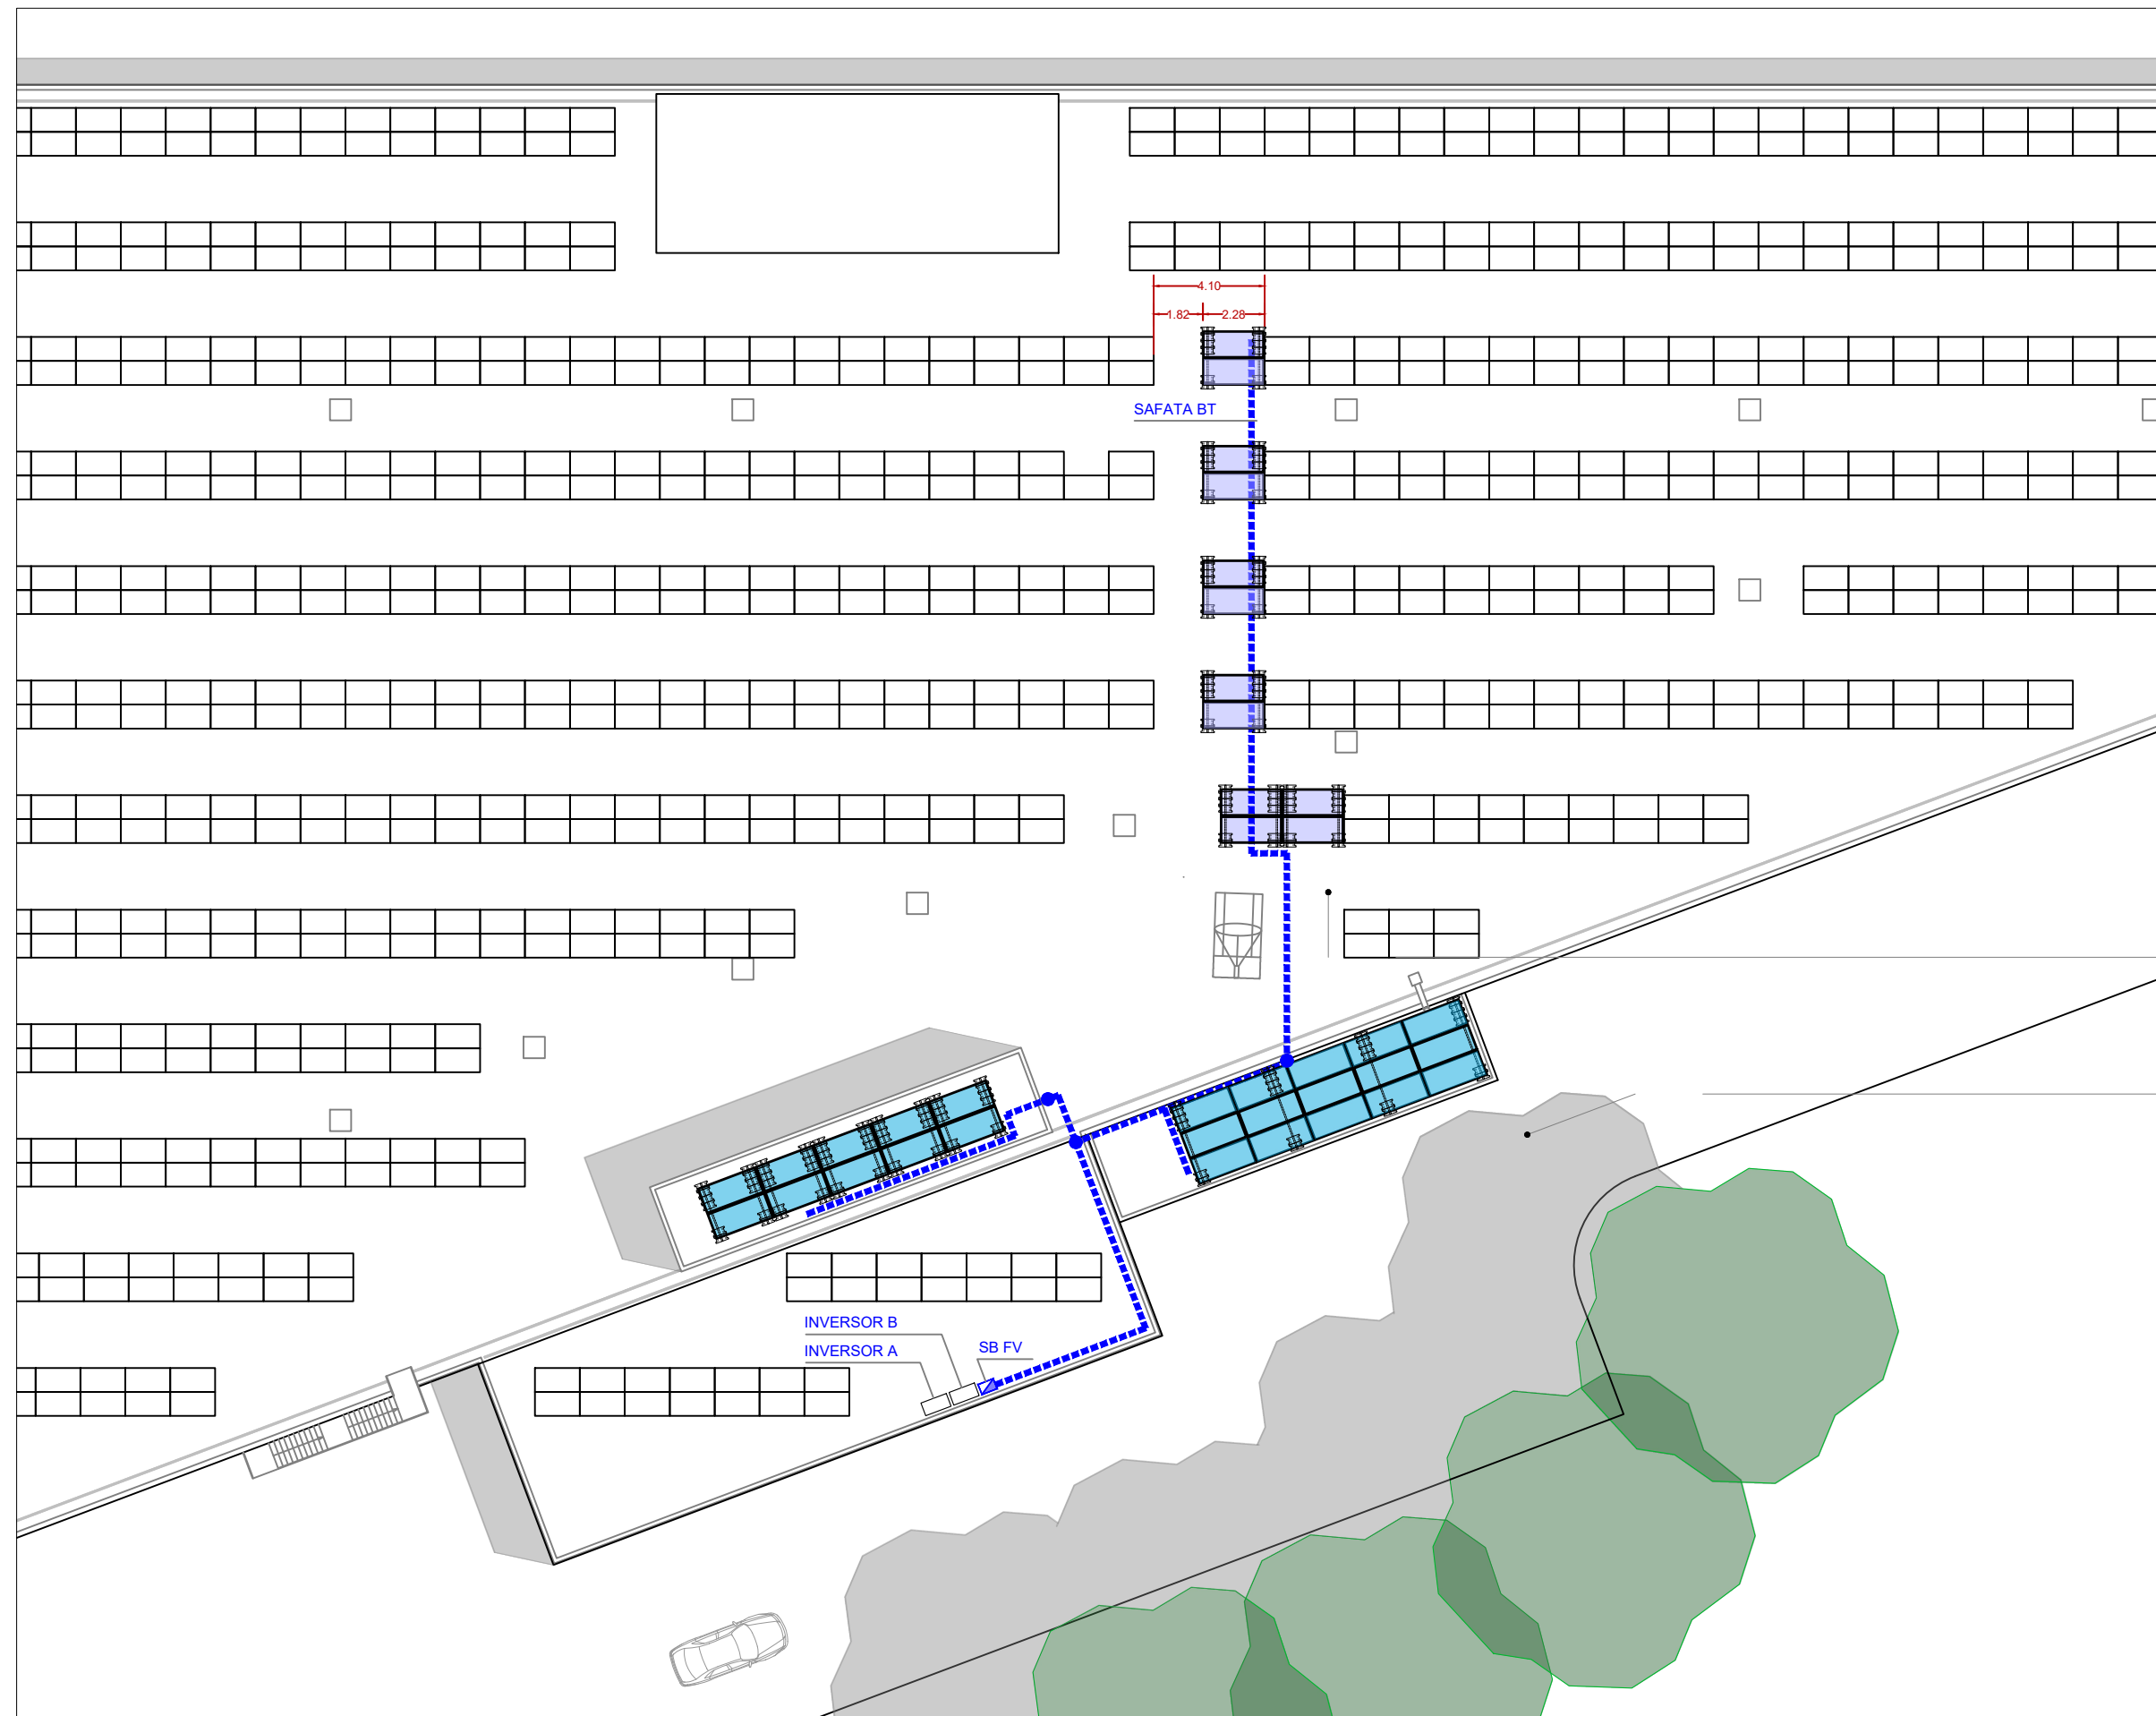 4.10
1.82 2.28
SAFATA BT
INVERSOR B
INVERSOR A
SB FV